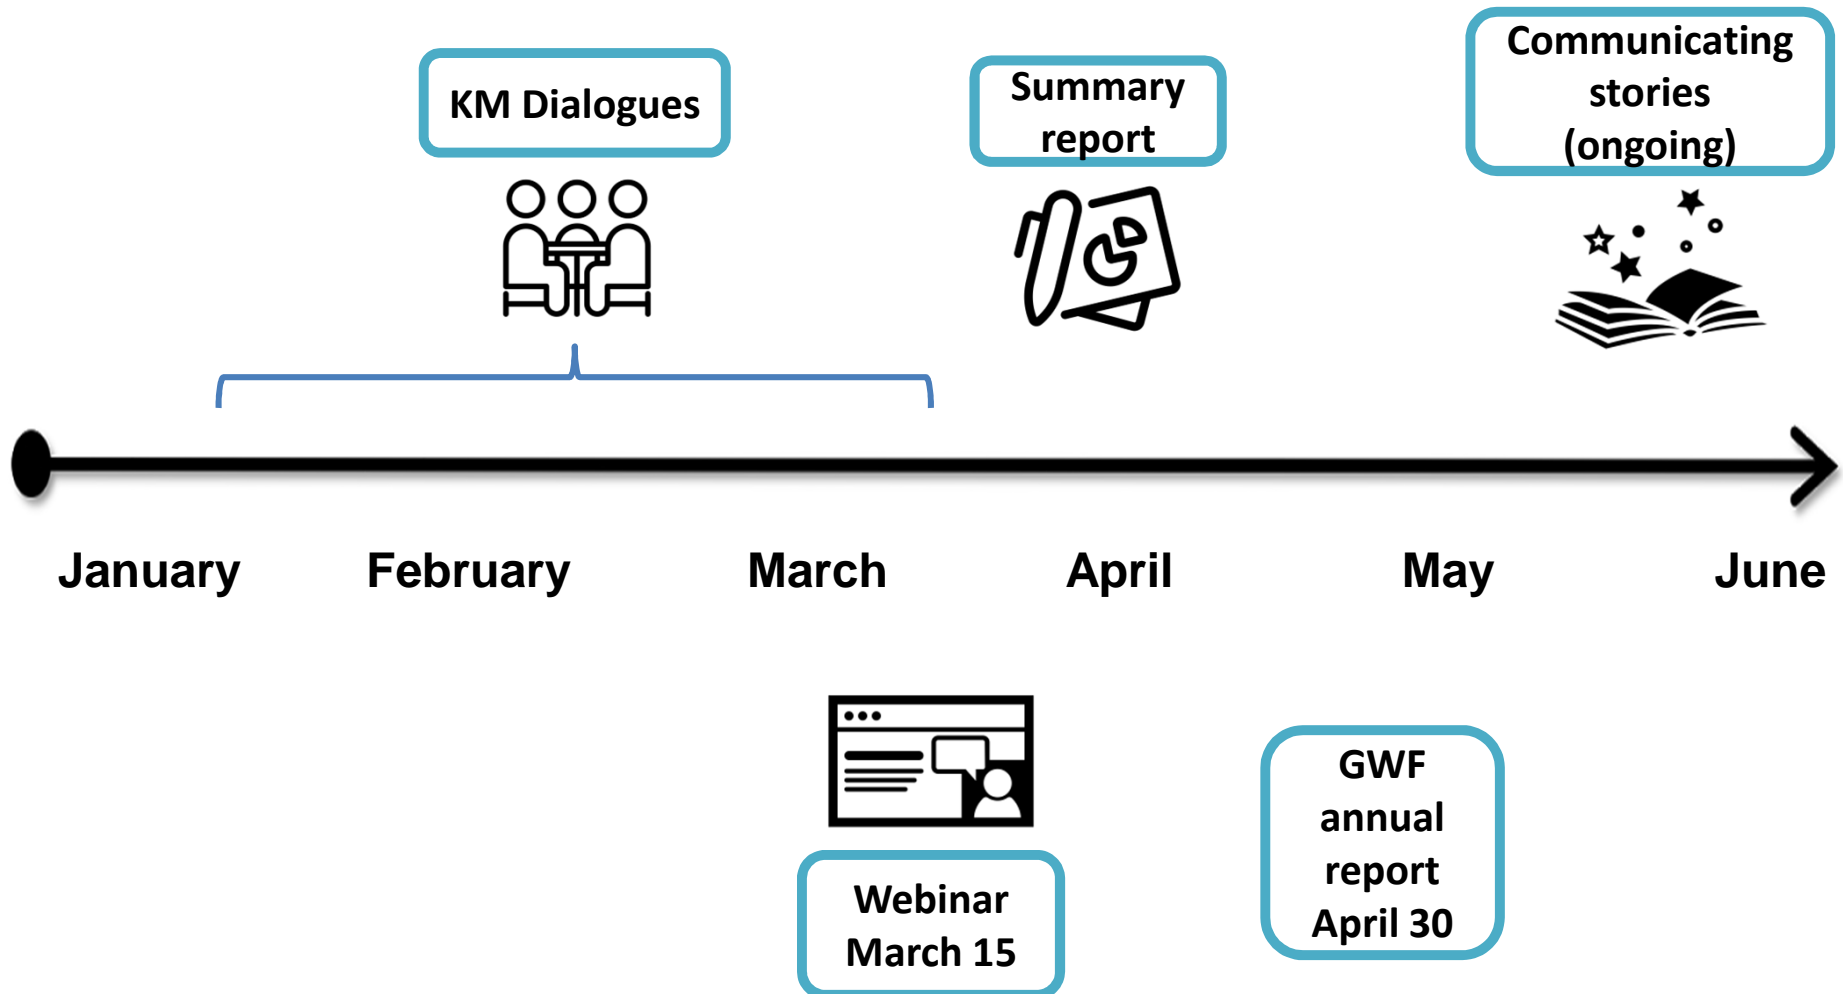 KM Dialogues
Summary
report
Communicating
stories
(ongoing)
January February March April May June
Webinar
March 15
GWF
annual
report
April 30